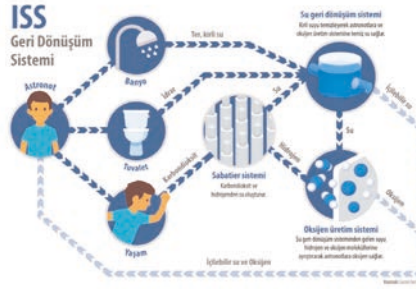 ISS
Geri Dönüşüm
Sistemi
Astronot
Banyo
Ter, kirli su
Su geri dönüşüm sistemi
Kirli suyu temizleyerek astronotlara ve
oksijen üretim sistemine temiz su sağlar.
İdrar
Su
İçilebilir su
Tuvalet
Karbondioksit
Sabatier sistemi
Karbondioksit ve
hidrojenden su oluşturur.
Hidrojen
Su
Oksijen
Yaşam
Oksijen üretim sistemi
Su geri dönüşüm sisteminden gelen suyu
hidrojen ve oksijen moleküllerine
ayrıştırarak astronotlara oksijen sağlar.
İçilebilir su ve Oksijen